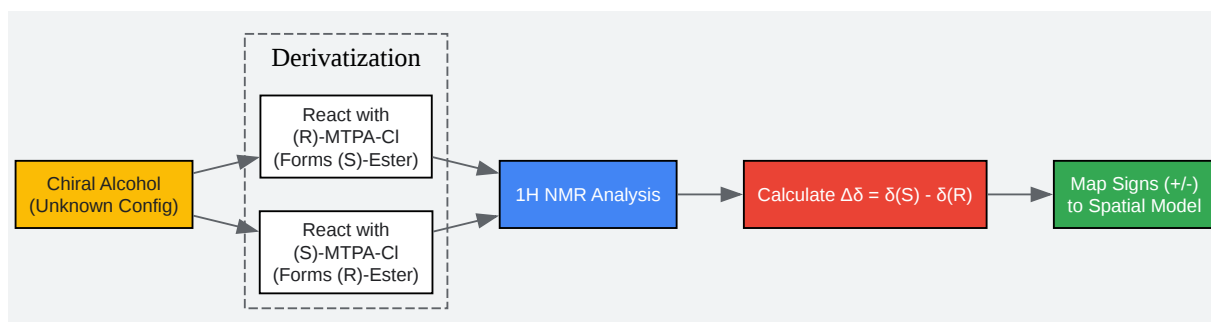 Derivatization
Chiral Alcohol
(Unknown Config)
React with
(R)-MTPA-Cl
(Forms (S)-Ester)
React with
(S)-MTPA-Cl
(Forms (R)-Ester)
1H NMR Analysis
Calculate Δδ = δ(S) - δ(R)
Map Signs (+/-)
to Spatial Model